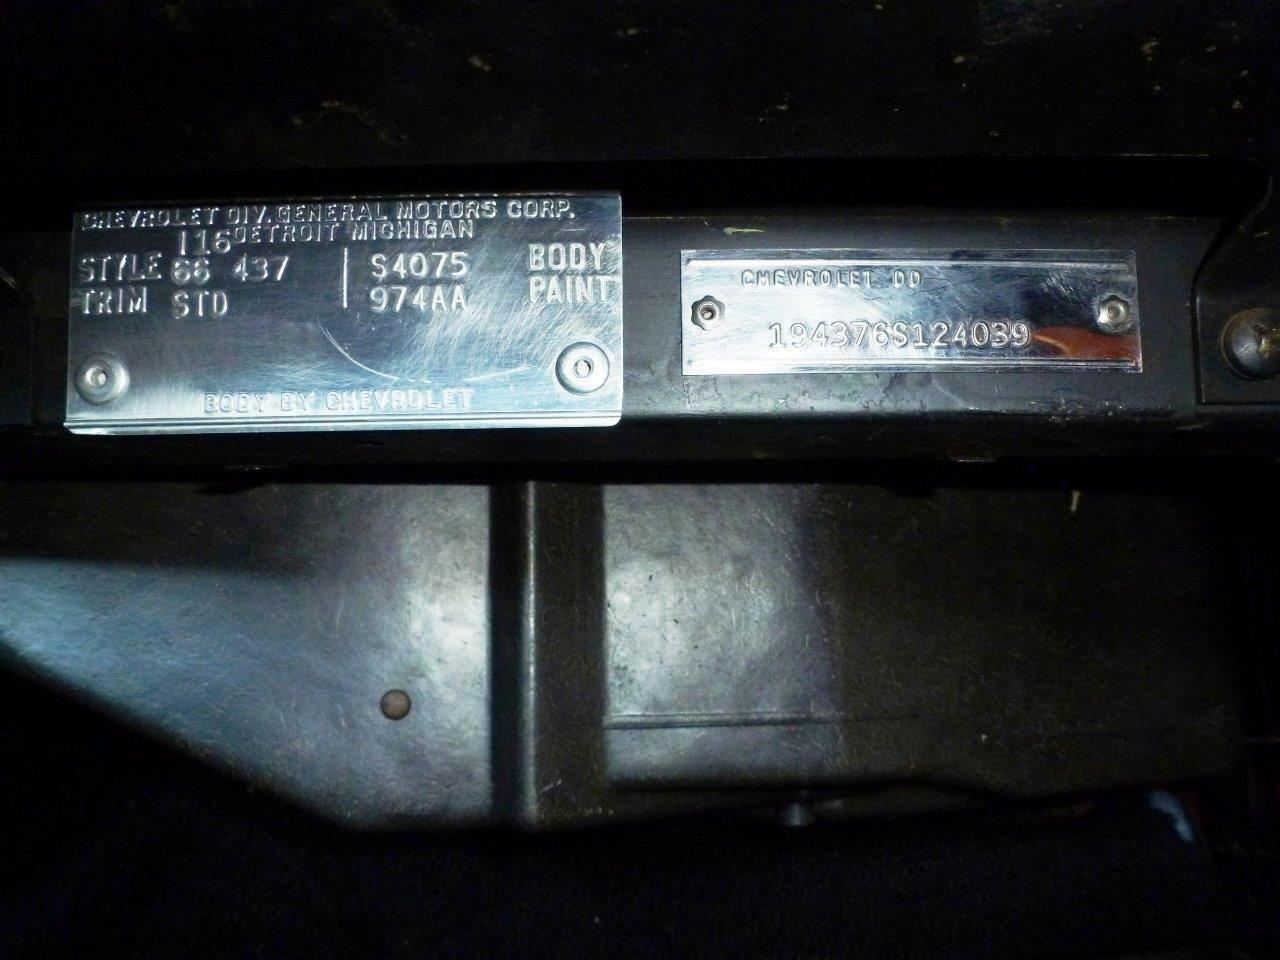 CHEVROLET DIV. GENERAL MOTORS CORP.
I16 DETROIT MICHIGAN
STYLE 66 437 S4075 BODY
TRIM STD 974AA PAINT
BODY BY CHEVROLET
CHEVROLET DD
194376S124039